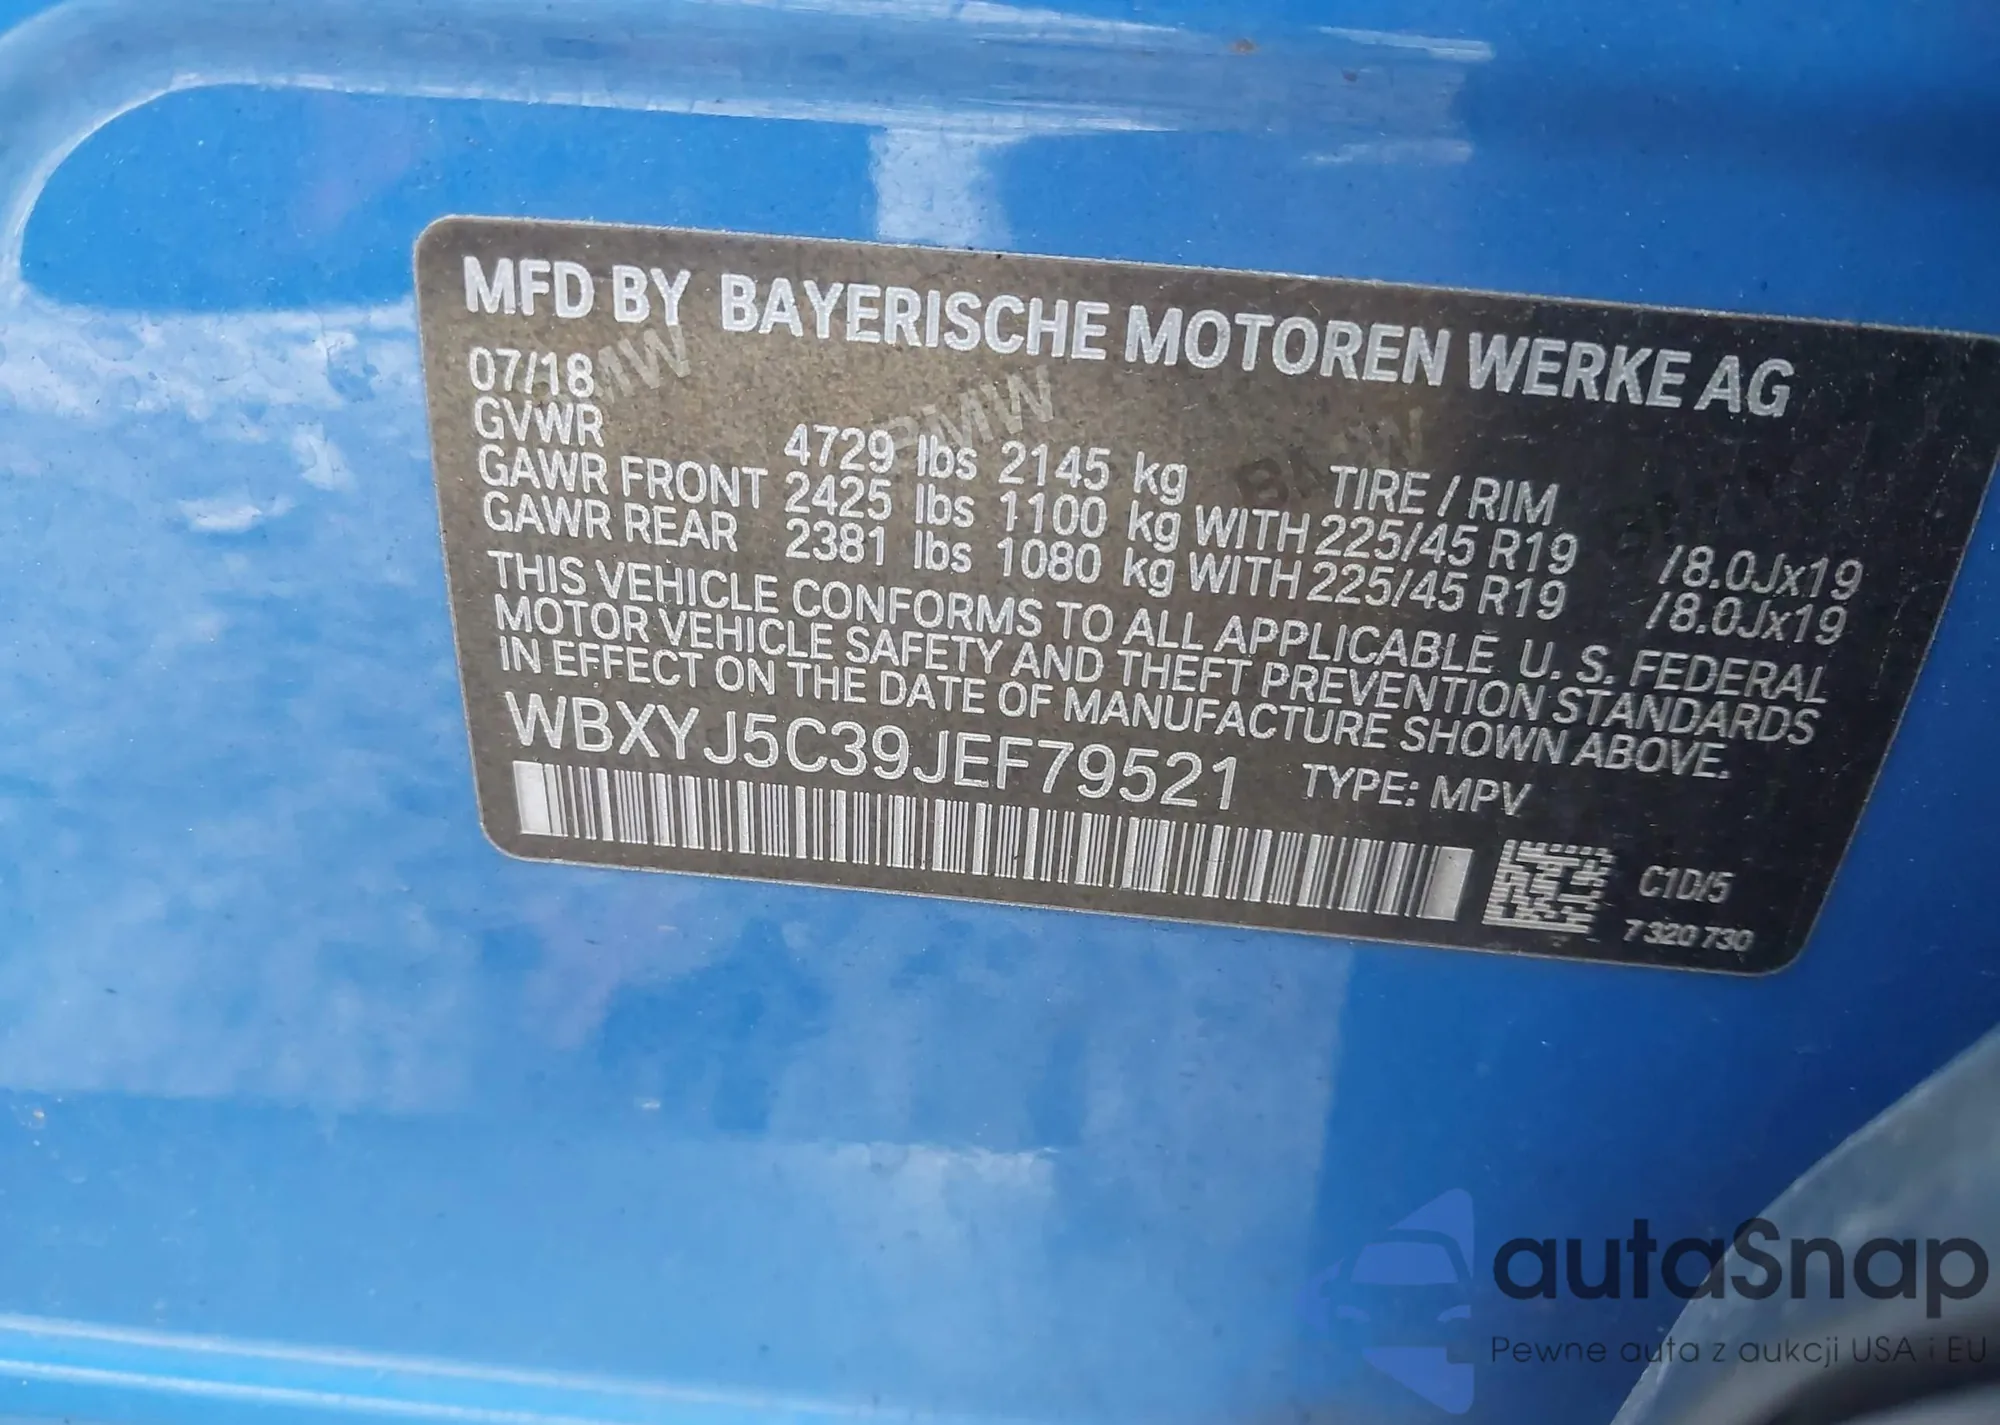 MFD BY BAYERISCHE MOTOREN WERKE AG
07/18
GVWR 4729 lbs 2145 kg TIRE / RIM
GAWR FRONT 2425 lbs 1100 kg WITH 225/45 R19 /8.0Jx19
GAWR REAR 2381 lbs 1080 kg WITH 225/45 R19 /8.0Jx19
THIS VEHICLE CONFORMS TO ALL APPLICABLE U. S. FEDERAL
MOTOR VEHICLE SAFETY AND THEFT PREVENTION STANDARDS
IN EFFECT ON THE DATE OF MANUFACTURE SHOWN ABOVE.
WBXYJ5C39JEF79521 TYPE: MPV
C1D/5
7 320 730
BMW BMW BMW
autaSnap
Pewne auta z aukcji USA i EU